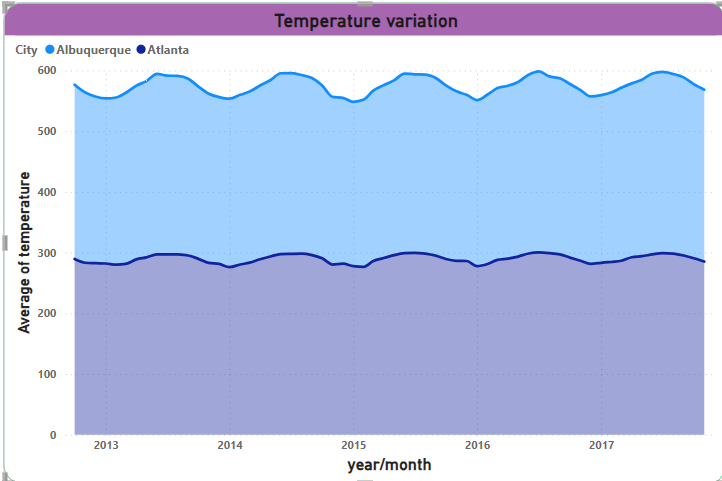 Temperature variation
City Albuquerque Atlanta
600
500
400
300
200
100
0
Average of temperature
2013 2014 2015 2016 2017
year/month